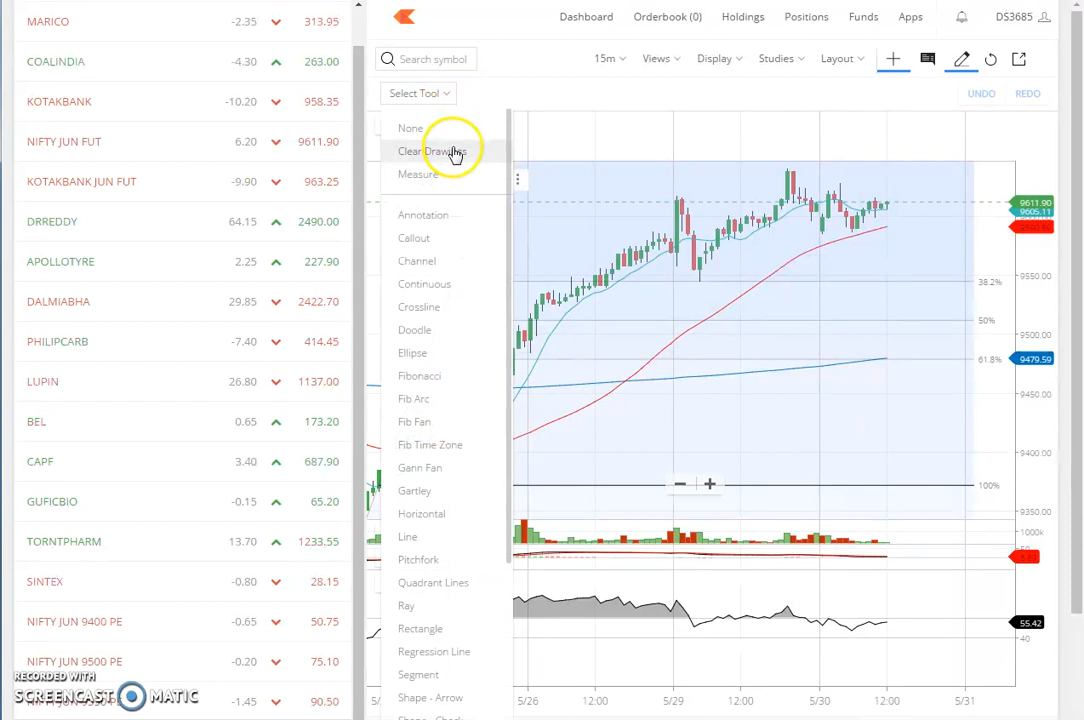 MARICO -2.35 313.95
COALINDIA -4.30 263.00
KOTAKBANK -10.20 958.35
NIFTY JUN FUT 6.20 9611.90
KOTAKBANK JUN FUT -9.90 963.25
DRREDDY 64.15 2490.00
APOLLOTYRE 2.25 227.90
DALMIABHA 29.85 2422.70
PHILIPCARB -7.40 414.45
LUPIN 26.80 1137.00
BEL 0.65 173.20
CAPF 3.40 687.90
GUFICBIO -0.15 65.20
TORNTPHARM 13.70 1233.55
SINTEX -0.80 28.15
NIFTY JUN 9400 PE -0.65 50.75
NIFTY JUN 9500 PE -0.20 75.10
-1.45 90.50
RECORDED WITH
SCREENCAST MATIC
Dashboard Orderbook (0) Holdings Positions Funds Apps DS3685
Search symbol 15m Views Display Studies Layout
Select Tool UNDO REDO
None
Clear Drawings
Measure
Annotation
Callout
Channel
Continuous
Crossline
Doodle
Ellipse
Fibonacci
Fib Arc
Fib Fan
Fib Time Zone
Gann Fan
Gartley
Horizontal
Line
Pitchfork
Quadrant Lines
Ray
Rectangle
Regression Line
Segment
Shape - Arrow
38.2%
50%
61.8%
100%
9611.90
9605.11
9550.00
9500.00
9479.59
9450.00
9400.00
9350.00
1000k
55.42
40
5/26 12:00 5/29 12:00 5/30 12:00 5/31